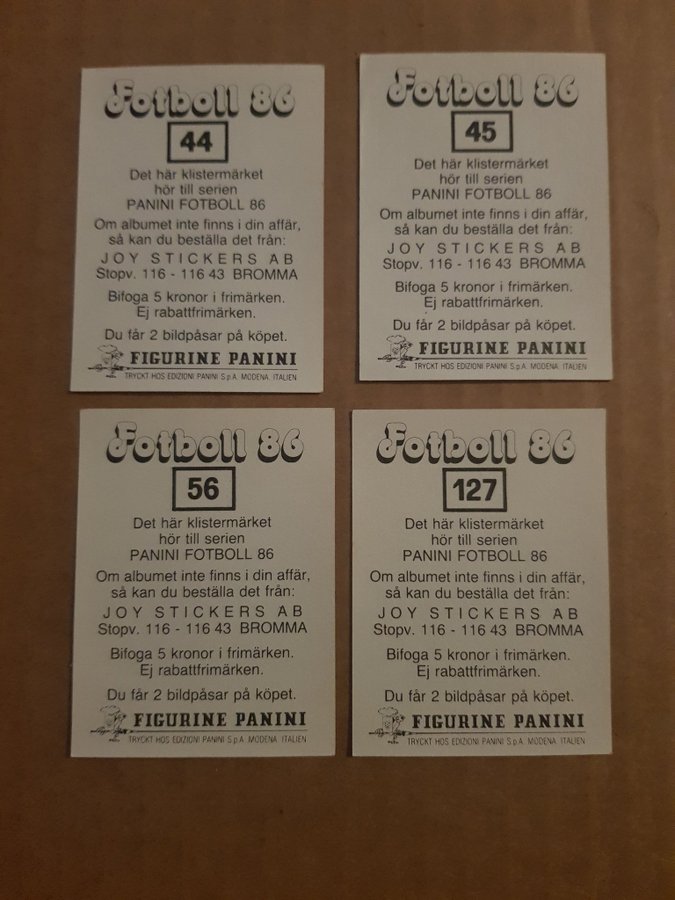 Fotboll 86
44
Det här klistermärket
hör till serien
PANINI FOTBOLL 86
Om albumet inte finns i din affär,
så kan du beställa det från:
JOY STICKERS AB
Stopv. 116 - 116 43 BROMMA
Bifoga 5 kronor i frimärken.
Ej rabattfrimärken.
Du får 2 bildpåsar på köpet.
FIGURINE PANINI
TRYCKT HOS EDIZIONI PANINI S.p.A. MODENA. ITALIEN
Fotboll 86
45
Det här klistermärket
hör till serien
PANINI FOTBOLL 86
Om albumet inte finns i din affär,
så kan du beställa det från:
JOY STICKERS AB
Stopv. 116 - 116 43 BROMMA
Bifoga 5 kronor i frimärken.
Ej rabattfrimärken.
Du får 2 bildpåsar på köpet.
FIGURINE PANINI
TRYCKT HOS EDIZIONI PANINI S.p.A. MODENA. ITALIEN
Fotboll 86
56
Det här klistermärket
hör till serien
PANINI FOTBOLL 86
Om albumet inte finns i din affär,
så kan du beställa det från:
JOY STICKERS AB
Stopv. 116 - 116 43 BROMMA
Bifoga 5 kronor i frimärken.
Ej rabattfrimärken.
Du får 2 bildpåsar på köpet.
FIGURINE PANINI
TRYCKT HOS EDIZIONI PANINI S.p.A. MODENA. ITALIEN
Fotboll 86
127
Det här klistermärket
hör till serien
PANINI FOTBOLL 86
Om albumet inte finns i din affär,
så kan du beställa det från:
JOY STICKERS AB
Stopv. 116 - 116 43 BROMMA
Bifoga 5 kronor i frimärken.
Ej rabattfrimärken.
Du får 2 bildpåsar på köpet.
FIGURINE PANINI
TRYCKT HOS EDIZIONI PANINI S.p.A. MODENA. ITALIEN